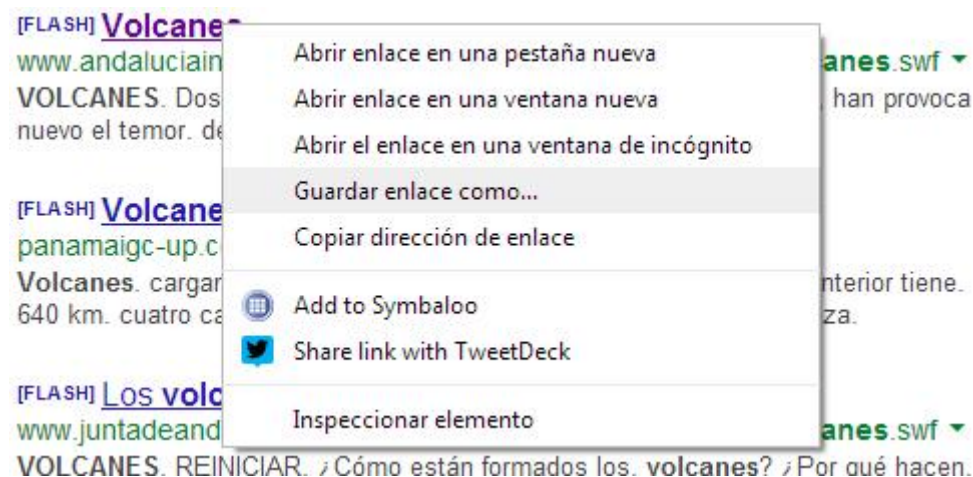 [FLASH] Volcanes
www.andaluciain anes.swf
VOLCANES. Dos , han provoca
nuevo el temor. de
Abrir enlace en una pestaña nueva
Abrir enlace en una ventana nueva
Abrir el enlace en una ventana de incógnito
Guardar enlace como...
Copiar dirección de enlace
Add to Symbaloo
Share link with TweetDeck
Inspeccionar elemento
[FLASH] Volcane
panamaigc-up.c
Volcanes. cargar nterior tiene.
640 km. cuatro ca za.
[FLASH] Los volc
www.juntadeand anes.swf
VOLCANES. REINICIAR. ¿Cómo están formados los. volcanes? ¿Por qué hacen.